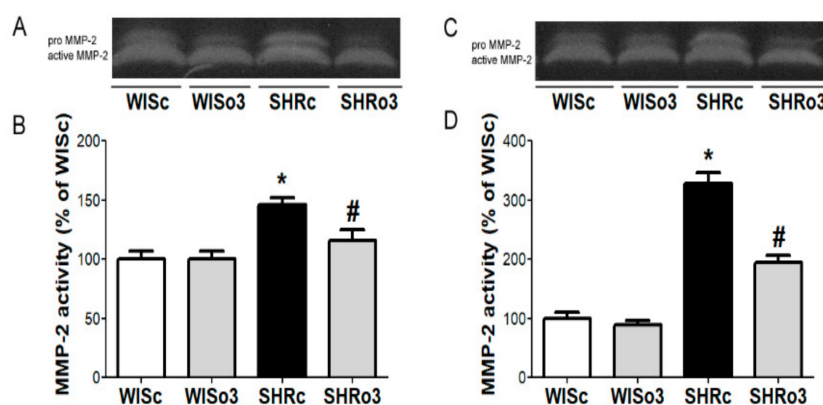 A
pro MMP-2
active MMP-2
WISc WISo3 SHRc SHRo3
B
MMP-2 activity (% of WISc)
200
150
100
50
0
*
#
WISc WISo3 SHRc SHRo3
C
pro MMP-2
active MMP-2
WISc WISo3 SHRc SHRo3
D
MMP-2 activity (% of WISc)
400
300
200
100
0
*
#
WISc WISo3 SHRc SHRo3